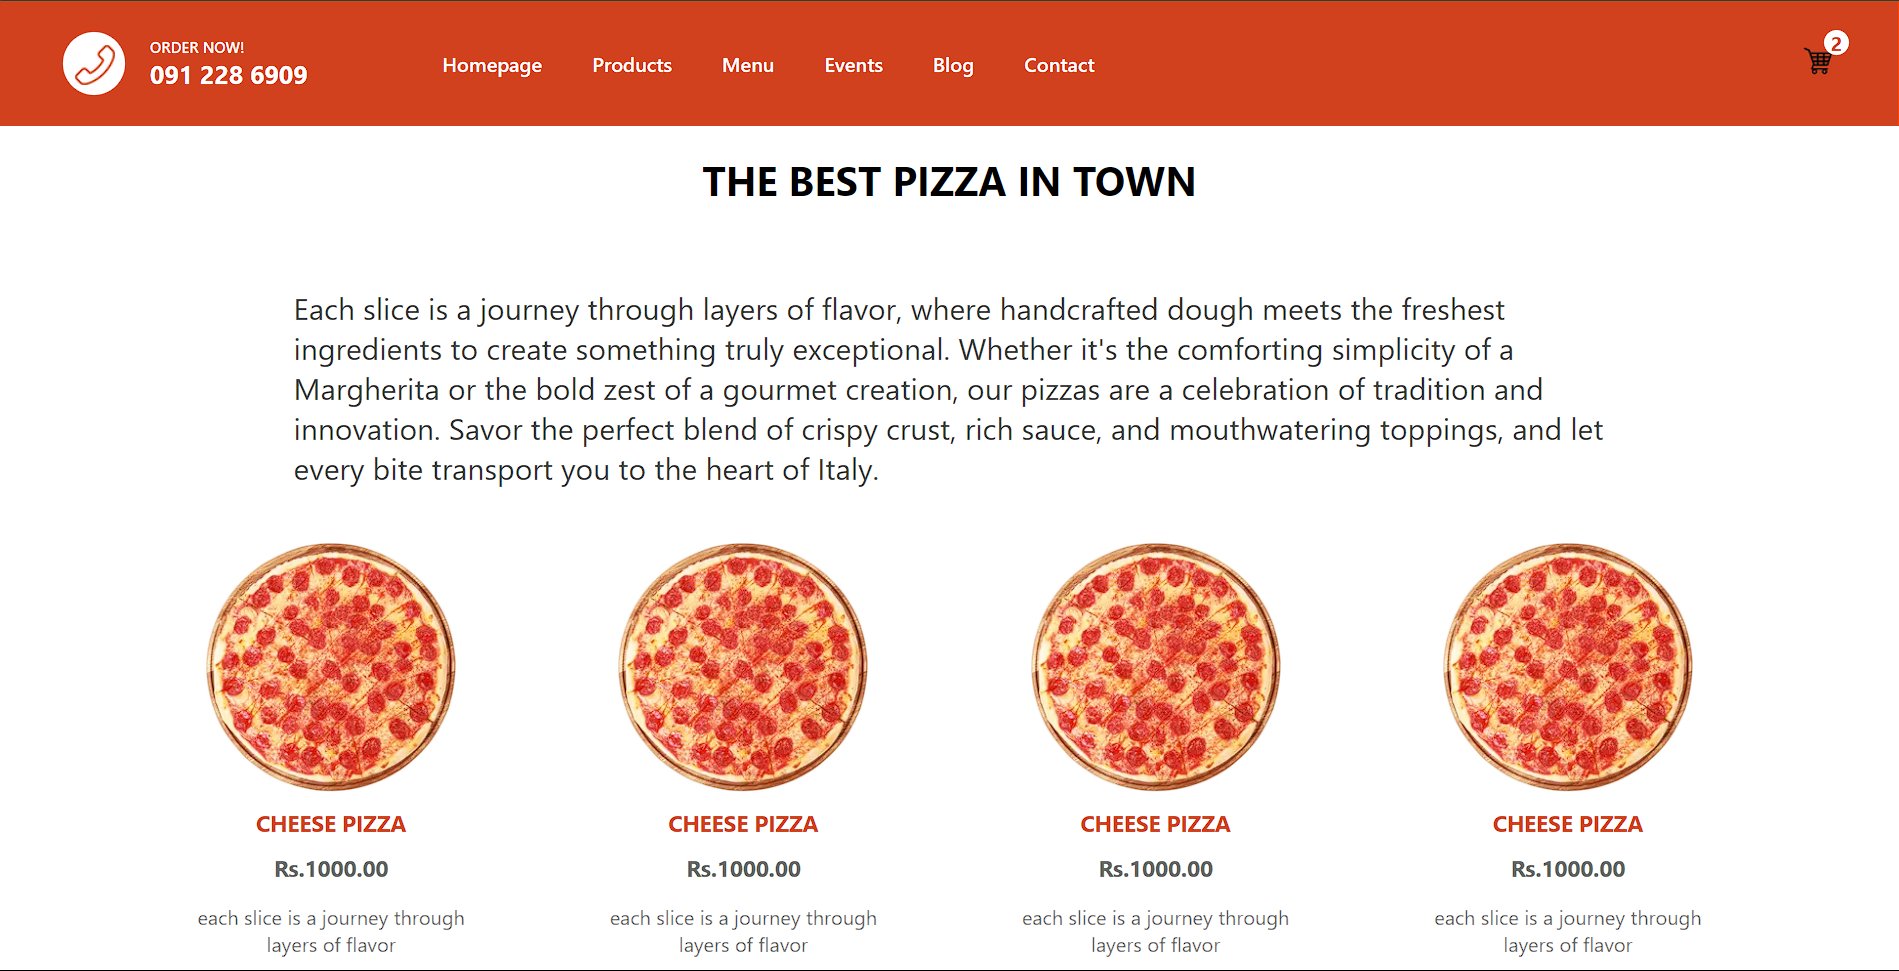 ORDER NOW!
091 228 6909
Homepage Products Menu Events Blog Contact
2
THE BEST PIZZA IN TOWN
Each slice is a journey through layers of flavor, where handcrafted dough meets the freshest
ingredients to create something truly exceptional. Whether it's the comforting simplicity of a
Margherita or the bold zest of a gourmet creation, our pizzas are a celebration of tradition and
innovation. Savor the perfect blend of crispy crust, rich sauce, and mouthwatering toppings, and let
every bite transport you to the heart of Italy.
CHEESE PIZZA
Rs.1000.00
each slice is a journey through
layers of flavor
CHEESE PIZZA
Rs.1000.00
each slice is a journey through
layers of flavor
CHEESE PIZZA
Rs.1000.00
each slice is a journey through
layers of flavor
CHEESE PIZZA
Rs.1000.00
each slice is a journey through
layers of flavor